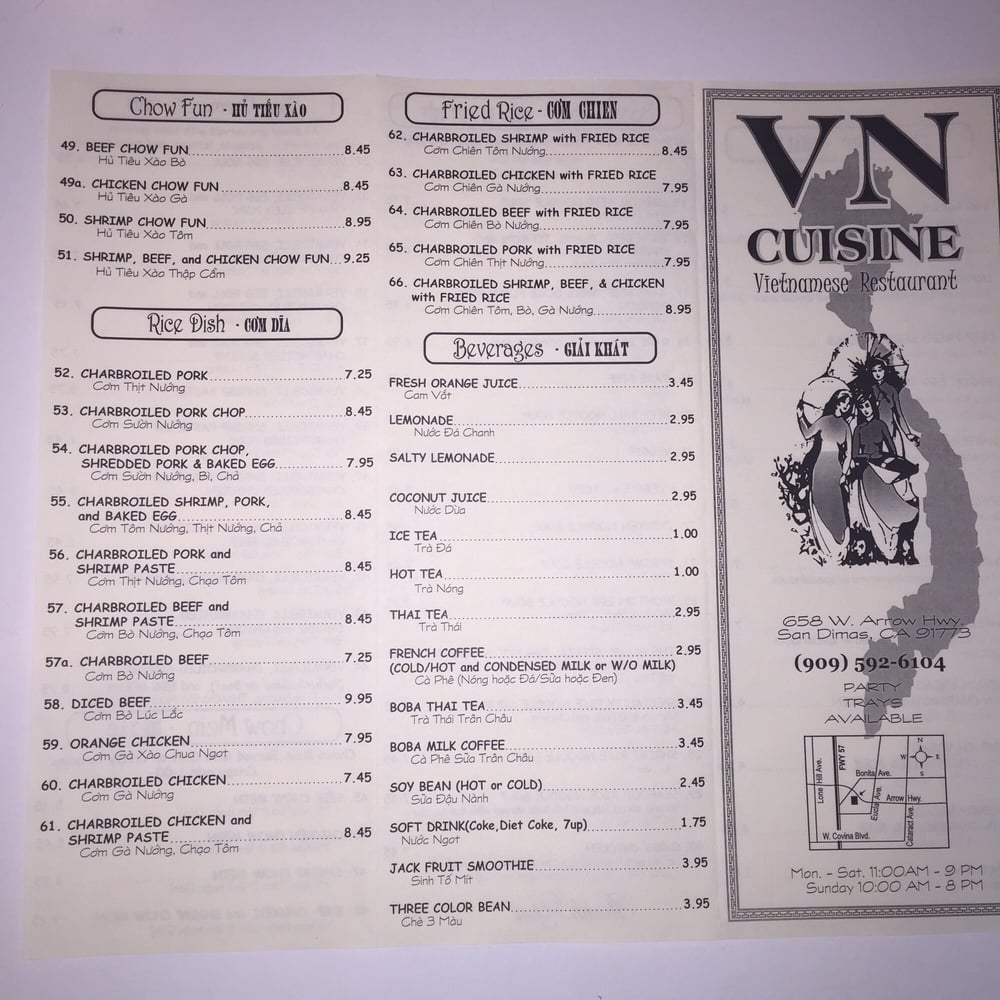 Chow Fun - HỦ TIẾU XÀO
49. BEEF CHOW FUN.....8.45
Hủ Tiêu Xào Bò
49a. CHICKEN CHOW FUN.....8.45
Hủ Tiêu Xào Gà
50. SHRIMP CHOW FUN.....8.95
Hủ Tiêu Xào Tôm
51. SHRIMP, BEEF, and CHICKEN CHOW FUN...9.25
Hủ Tiêu Xào Thập Cẩm
Rice Dish - CƠM DĨA
52. CHARBROILED PORK.....7.25
Cơm Thịt Nướng
53. CHARBROILED PORK CHOP.....8.45
Cơm Sườn Nướng
54. CHARBROILED PORK CHOP,
SHREDDED PORK & BAKED EGG.....7.95
Cơm Sườn Nướng, Bì, Chả
55. CHARBROILED SHRIMP, PORK,
and BAKED EGG.....8.45
Cơm Tôm Nướng, Thịt Nướng, Chả
56. CHARBROILED PORK and
SHRIMP PASTE.....8.45
Cơm Thịt Nướng, Chạo Tôm
57. CHARBROILED BEEF and
SHRIMP PASTE.....8.45
Cơm Bò Nướng, Chạo Tôm
57a. CHARBROILED BEEF.....7.25
Cơm Bò Nướng
58. DICED BEEF.....9.95
Cơm Bò Lúc Lắc
59. ORANGE CHICKEN.....7.95
Cơm Gà Xào Chua Ngọt
60. CHARBROILED CHICKEN.....7.45
Cơm Gà Nướng
61. CHARBROILED CHICKEN and
SHRIMP PASTE.....8.45
Cơm Gà Nướng, Chạo Tôm
Fried Rice - CƠM CHIEN
62. CHARBROILED SHRIMP with FRIED RICE
Cơm Chiên Tôm Nướng.....8.45
63. CHARBROILED CHICKEN with FRIED RICE
Cơm Chiên Gà Nướng.....7.95
64. CHARBROILED BEEF with FRIED RICE
Cơm Chiên Bò Nướng.....7.95
65. CHARBROILED PORK with FRIED RICE
Cơm Chiên Thịt Nướng.....7.95
66. CHARBROILED SHRIMP, BEEF, & CHICKEN
with FRIED RICE
Cơm Chiên Tôm, Bò, Gà Nướng.....8.95
Beverages - GIẢI KHÁT
FRESH ORANGE JUICE.....3.45
Cam Vắt
LEMONADE.....2.95
Nước Đá Chanh
SALTY LEMONADE.....2.95
COCONUT JUICE.....2.95
Nước Dừa
ICE TEA.....1.00
Trà Đá
HOT TEA.....1.00
Trà Nóng
THAI TEA.....2.95
Trà Thái
FRENCH COFFEE.....2.95
(COLD/HOT and CONDENSED MILK or W/O MILK)
Cà Phê (Nóng hoặc Đá/Sữa hoặc Đen)
BOBA THAI TEA.....3.45
Trà Thái Trân Châu
BOBA MILK COFFEE.....3.45
Cà Phê Sữa Trân Châu
SOY BEAN (HOT or COLD).....2.45
Sữa Đậu Nành
SOFT DRINK(Coke,Diet Coke, 7up).....1.75
Nước Ngọt
JACK FRUIT SMOOTHIE.....3.95
Sinh Tố Mít
THREE COLOR BEAN.....3.95
Chè 3 Màu
VN
CUISINE
Vietnamese Restaurant
658 W. Arrow Hwy.
San Dimas, CA 91773
(909) 592-6104
PARTY
TRAYS
AVAILABLE
Lone Hill Ave.
FWY 57
N
W
E
S
Bonita Ave.
Arrow Hwy.
Eucla Ave.
Cataract Ave.
W. Covina Blvd.
Mon. - Sat. 11:00AM - 9 PM
Sunday 10:00 AM - 8 PM